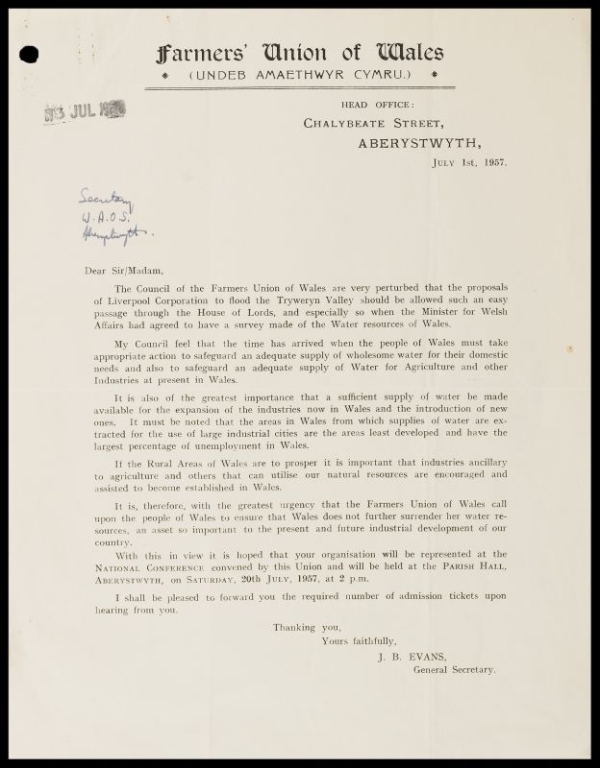 Farmers' Union of Wales
(UNDEB AMAETHWYR CYMRU.)
3 JUL
HEAD OFFICE:
CHALYBEATE STREET,
ABERYSTWYTH,
JULY 1st, 1957.
Secretary
W.A.O.S.
Aberystwyth.
Dear Sir/Madam,
The Council of the Farmers Union of Wales are very perturbed that the proposals
of Liverpool Corporation to flood the Tryweryn Valley should be allowed such an easy
passage through the House of Lords, and especially so when the Minister for Welsh
Affairs had agreed to have a survey made of the Water resources of Wales.
My Council feel that the time has arrived when the people of Wales must take
appropriate action to safeguard an adequate supply of wholesome water for their domestic
needs and also to safeguard an adequate supply of Water for Agriculture and other
Industries at present in Wales.
It is also of the greatest importance that a sufficient supply of water be made
available for the expansion of the industries now in Wales and the introduction of new
ones. It must be noted that the areas in Wales from which supplies of water are ex-
tracted for the use of large industrial cities are the areas least developed and have the
largest percentage of unemployment in Wales.
If the Rural Areas of Wales are to prosper it is important that industries ancillary
to agriculture and others that can utilise our natural resources are encouraged and
assisted to become established in Wales.
It is, therefore, with the greatest urgency that the Farmers Union of Wales call
upon the people of Wales to ensure that Wales does not further surrender her water re-
sources, an asset so important to the present and future industrial development of our
country.
With this in view it is hoped that your organisation will be represented at the
NATIONAL CONFERENCE convened by this Union and will be held at the PARISH HALL,
ABERYSTWYTH, on SATURDAY, 20th JULY, 1957, at 2 p.m.
I shall be pleased to forward you the required number of admission tickets upon
hearing from you.
Thanking you,
Yours faithfully,
J. B. EVANS,
General Secretary.